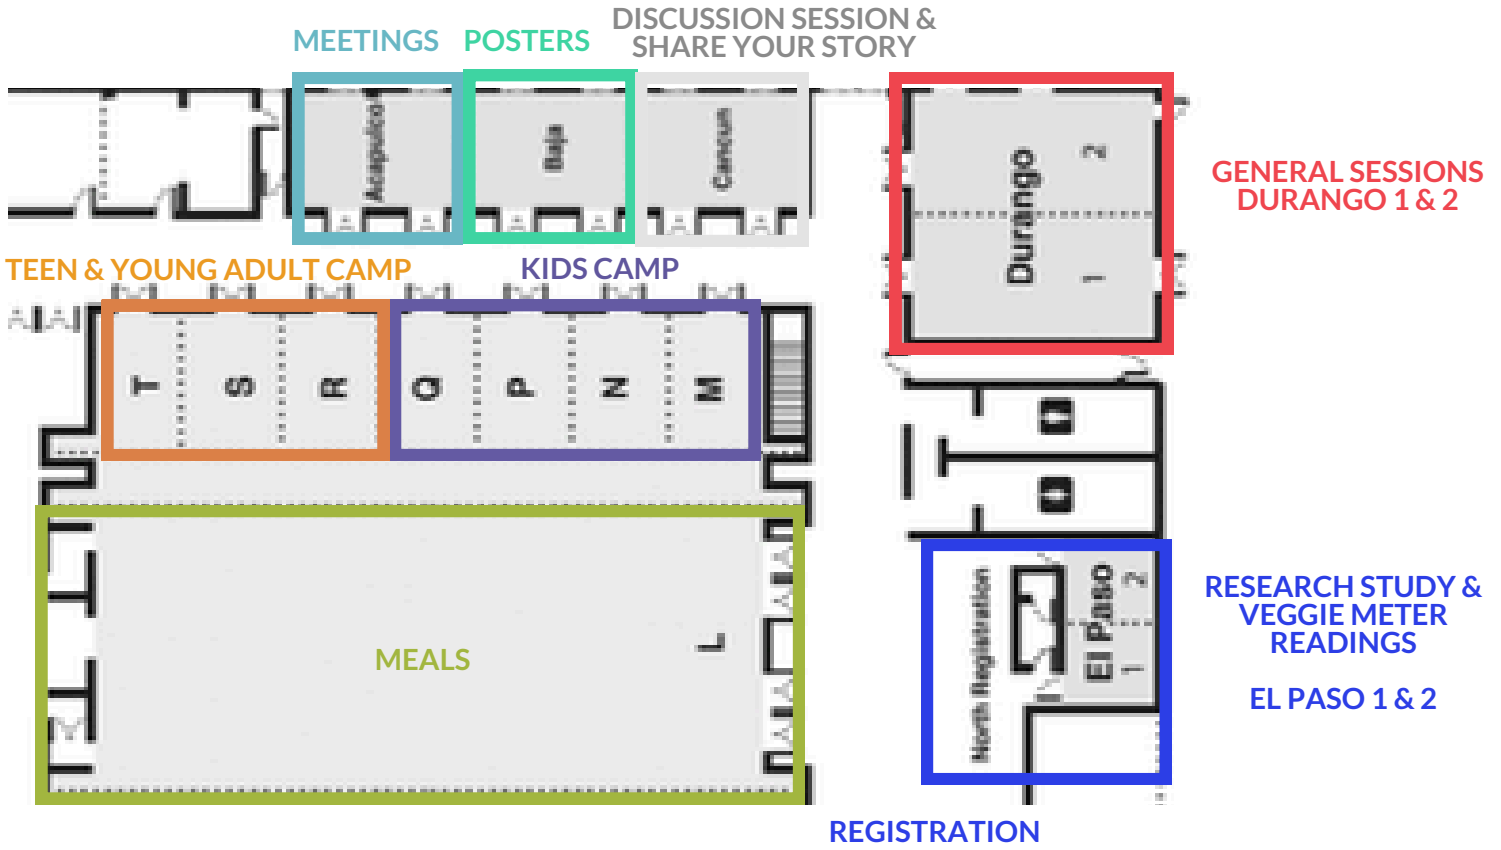 DISCUSSION SESSION &
SHARE YOUR STORY
MEETINGS
POSTERS
Acapulco
Baja
Cancun
Durango
2
1
GENERAL SESSIONS
DURANGO 1 & 2
TEEN & YOUNG ADULT CAMP
KIDS CAMP
T
S
R
Q
P
N
M
MEALS
L
North Registration
El Paso
2
1
RESEARCH STUDY &
VEGGIE METER
READINGS
EL PASO 1 & 2
REGISTRATION